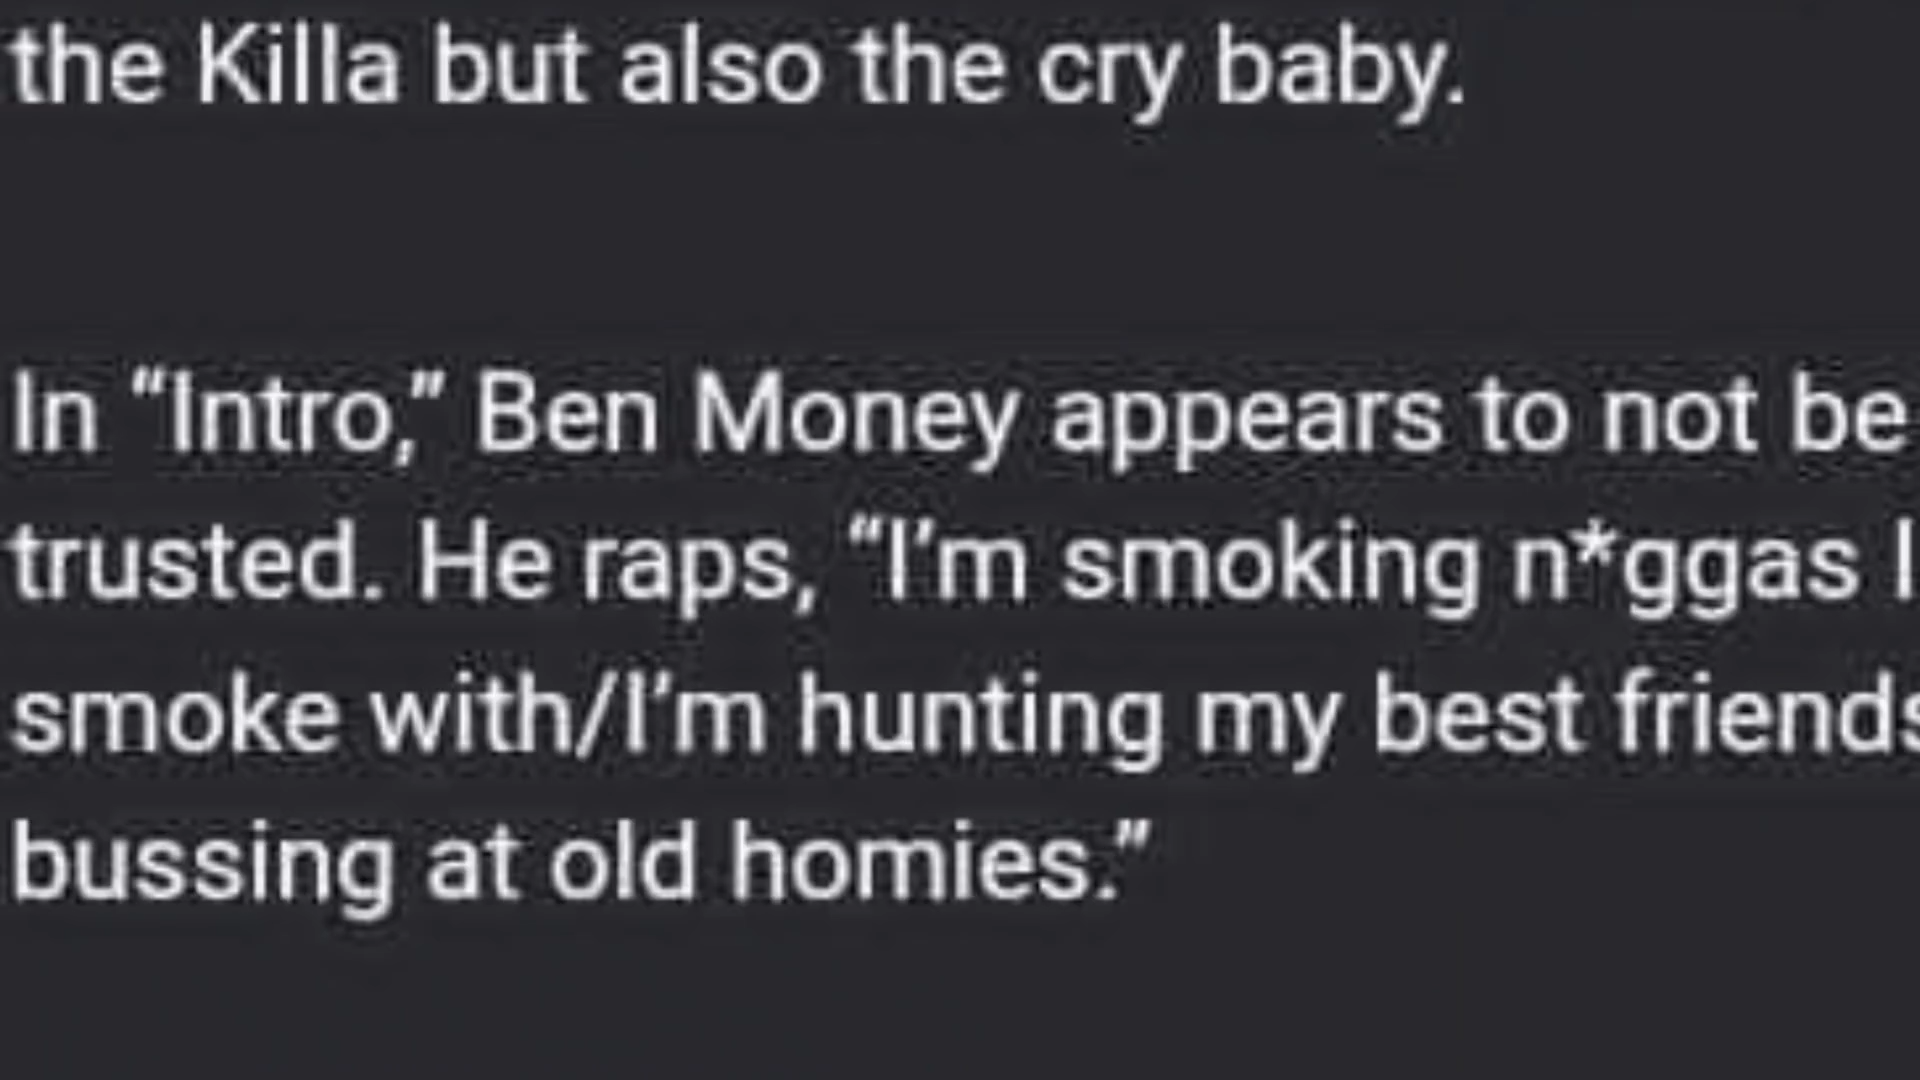 the Killa but also the cry baby.
In “Intro,” Ben Money appears to not be
trusted. He raps, “I’m smoking n*ggas I
smoke with/I’m hunting my best friends
bussing at old homies.”